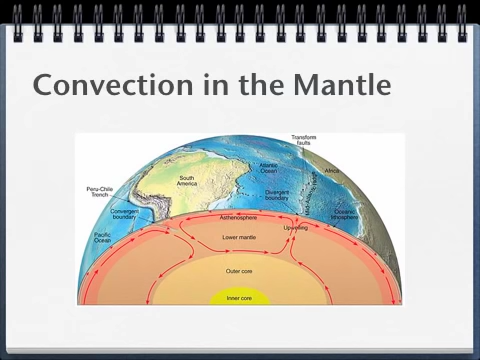 Convection in the Mantle
Transform
faults
Atlantic
Ocean
Africa
South
America
Peru-Chile
Trench
Divergent
boundary
Convergent
boundary
Oceanic
lithosphere
Asthenosphere
Upwelling
Pacific
Ocean
Lower mantle
Outer core
Inner core